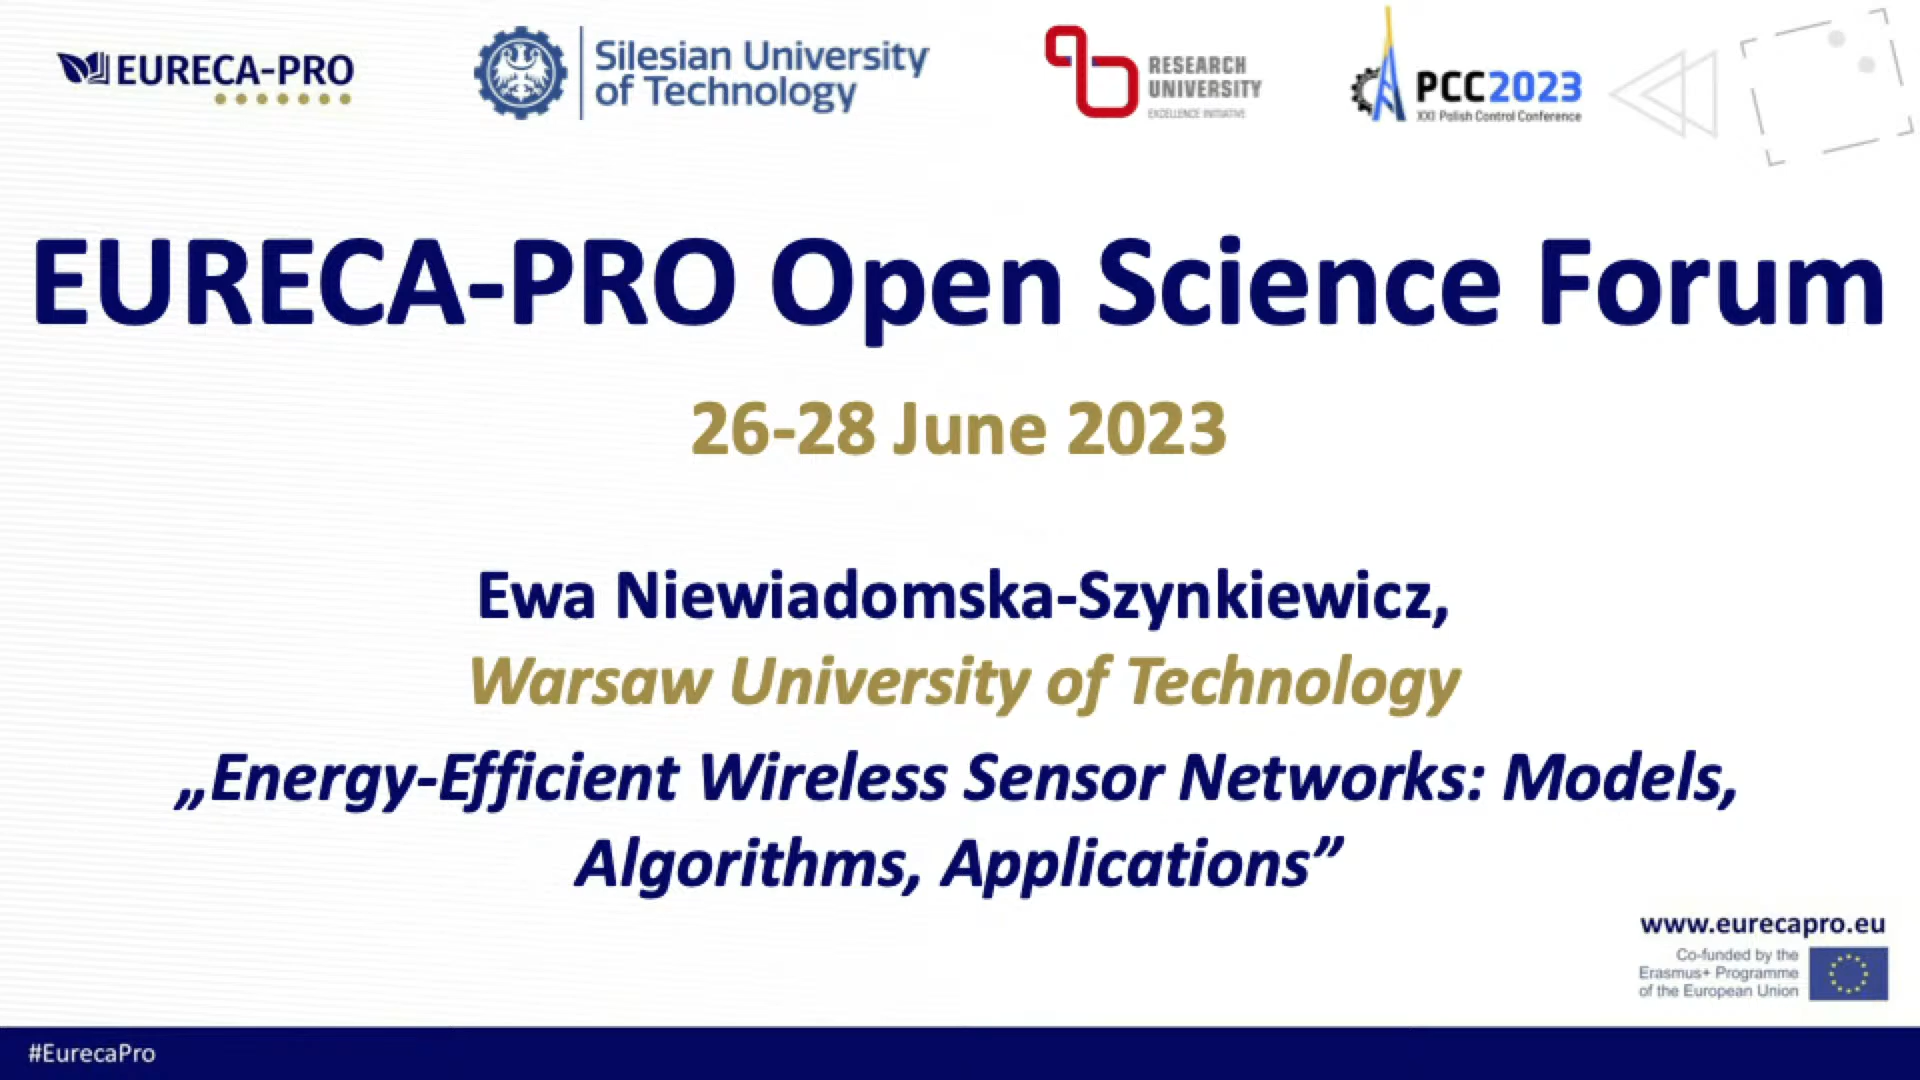 EURECA-PRO
Silesian University
of Technology
RESEARCH
UNIVERSITY
EXCELLENCE INITIATIVE
PCC2023
XXI Polish Control Conference
EURECA-PRO Open Science Forum
26-28 June 2023
Ewa Niewiadomska-Szynkiewicz,
Warsaw University of Technology
„Energy-Efficient Wireless Sensor Networks: Models,
Algorithms, Applications”
www.eurecapro.eu
Co-funded by the
Erasmus+ Programme
of the European Union
#EurecaPro